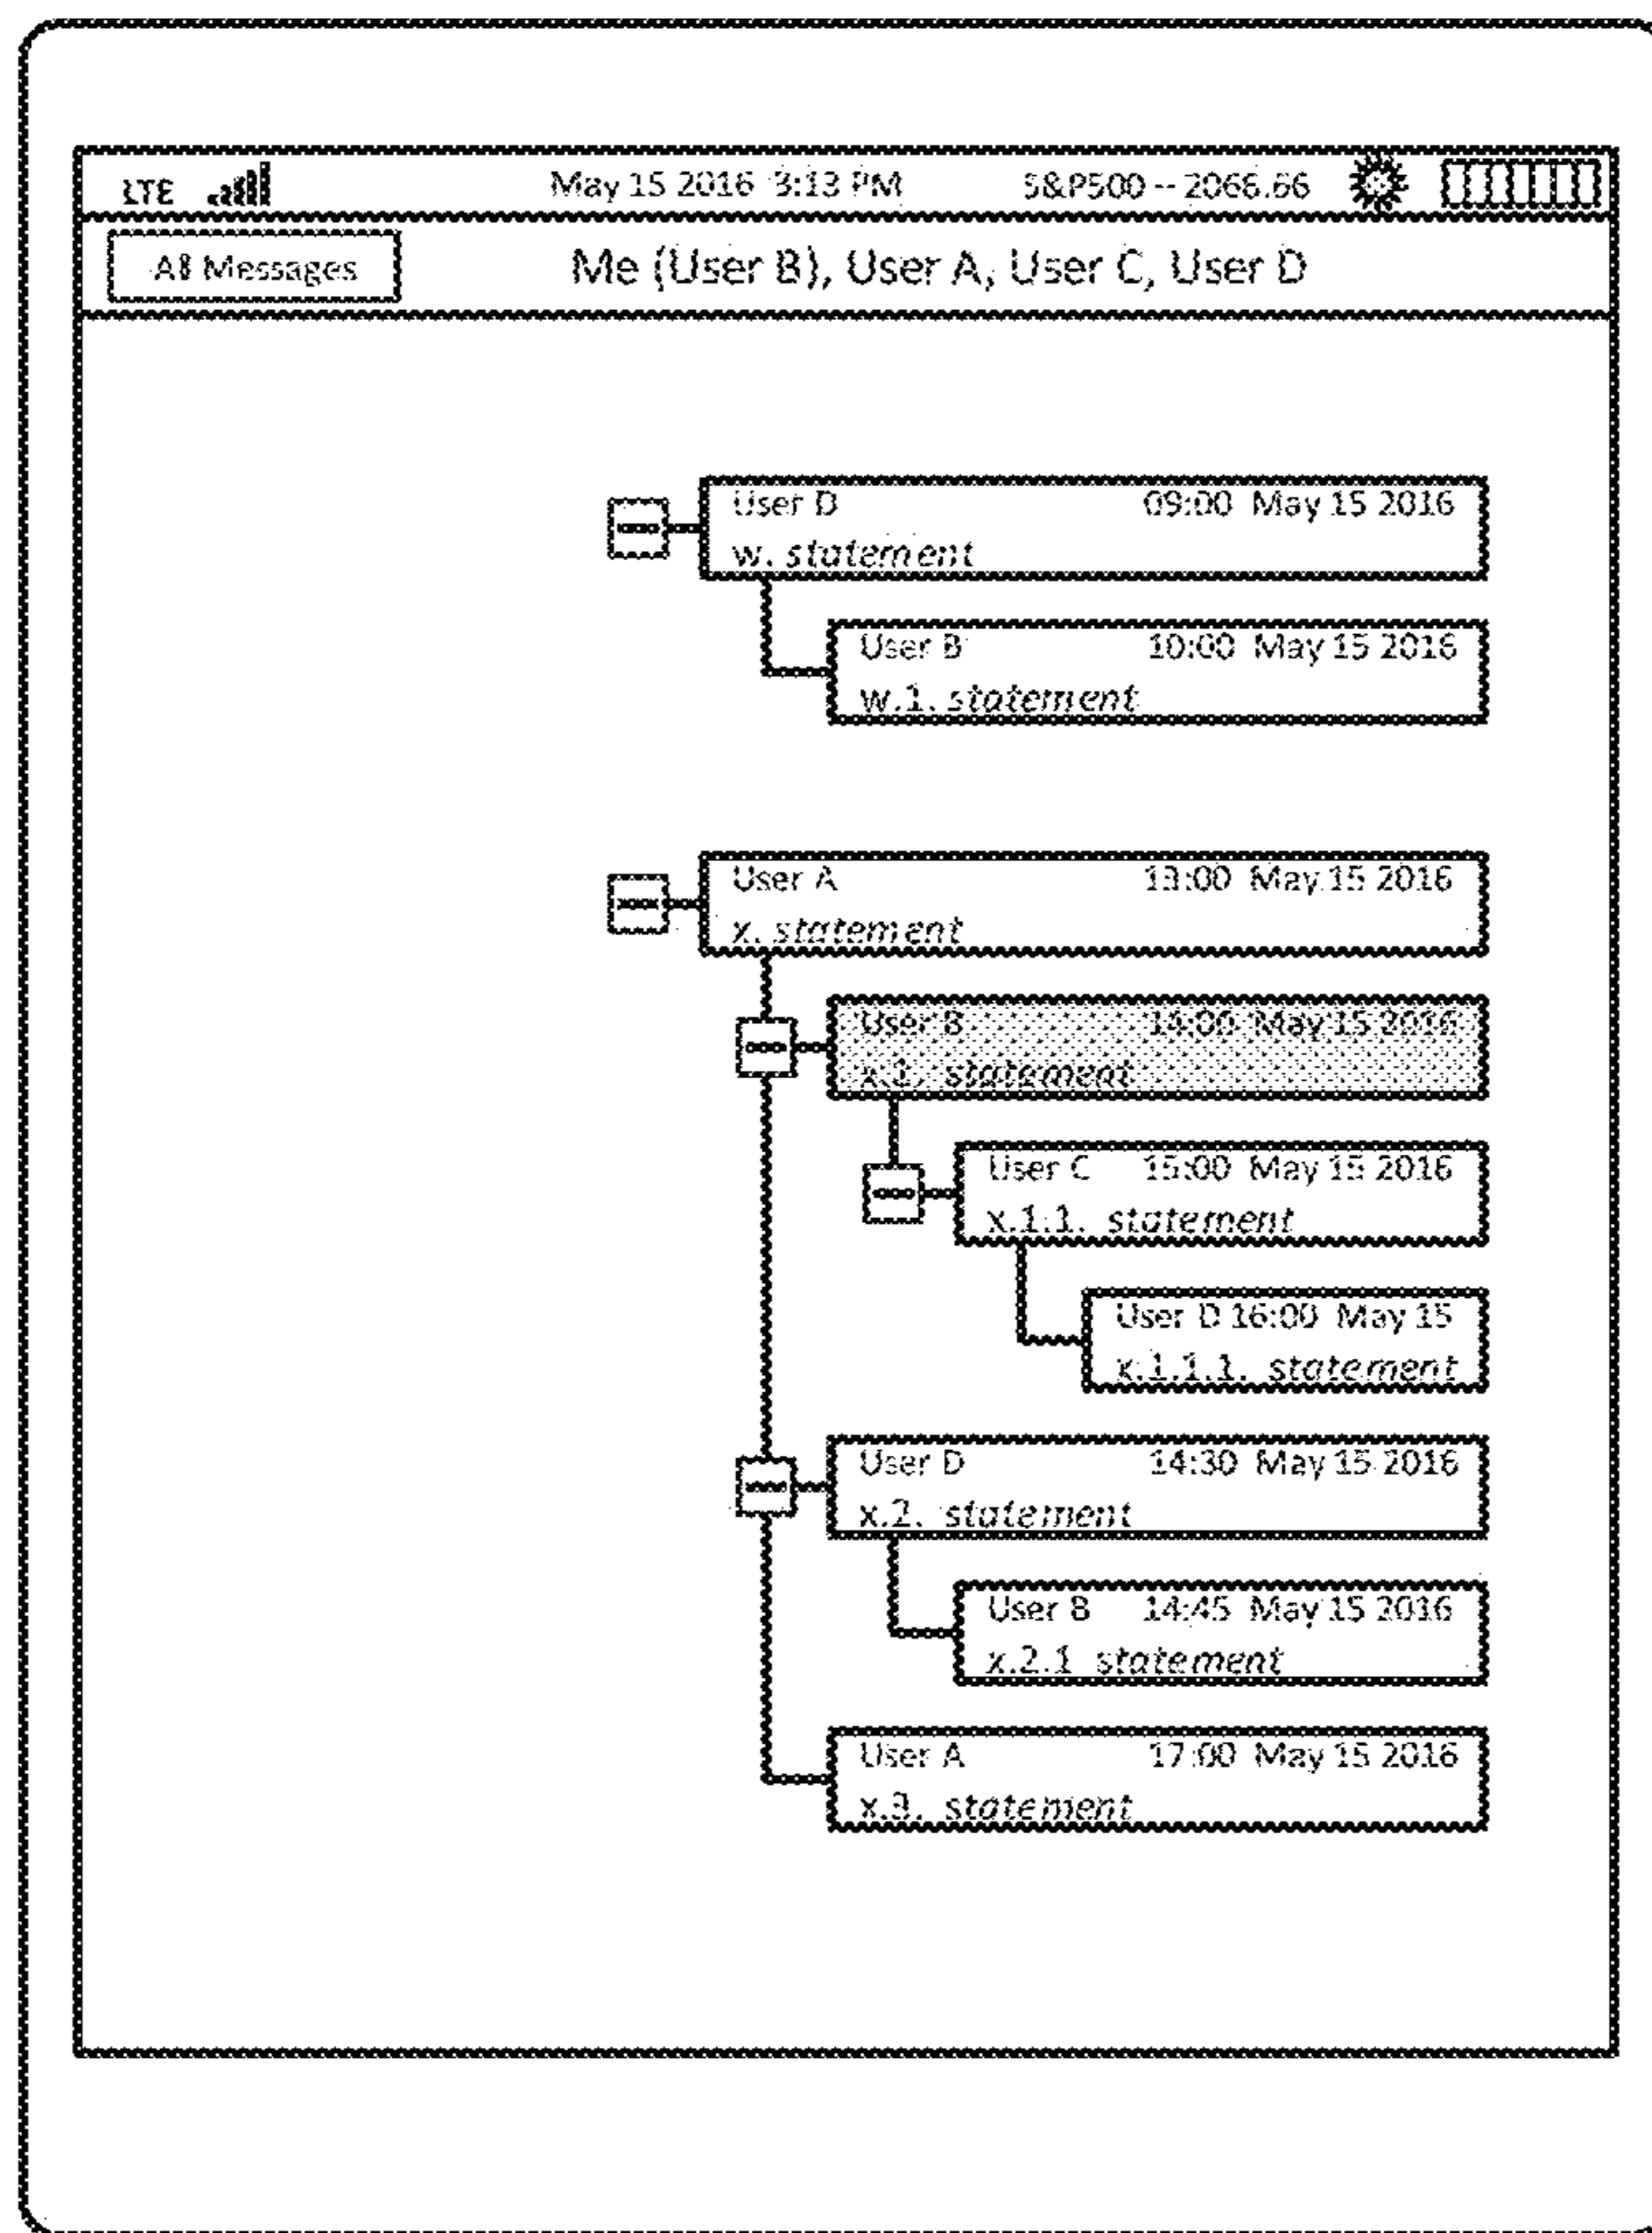 LTE May 15 2016 3:13 PM S&P500 -- 2066.66
All Messages Me (User B), User A, User C, User D
User D 09:00 May 15 2016
w. statement
User B 10:00 May 15 2016
w.1. statement
User A 13:00 May 15 2016
x. statement
User B 14:00 May 15 2016
x.1. statement
User C 15:00 May 15 2016
x.1.1. statement
User D 16:00 May 15
x.1.1.1. statement
User D 14:30 May 15 2016
x.2. statement
User B 14:45 May 15 2016
x.2.1 statement
User A 17:00 May 15 2016
x.3. statement